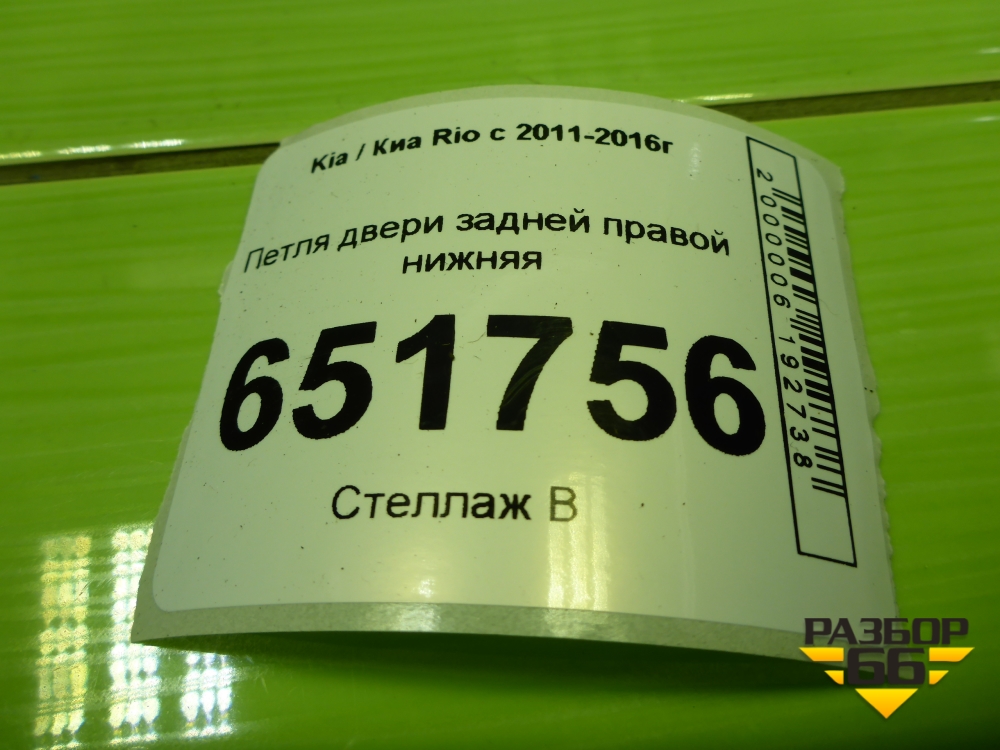 Kia / Киа Rio с 2011-2016г
Петля двери задней правой
нижняя
651756
Стеллаж В
2000006192738
РАЗБОР
66